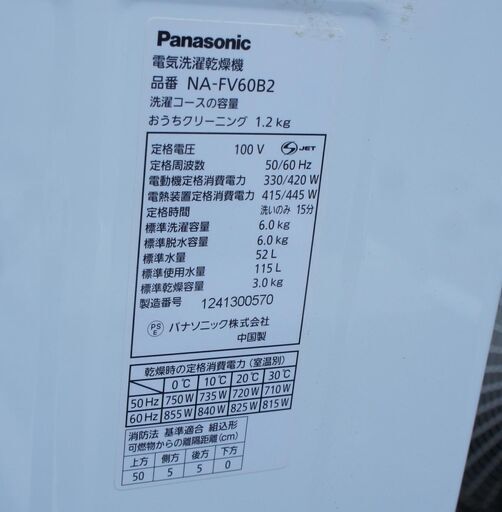 Panasonic
電気洗濯乾燥機
品番 NA-FV60B2
洗濯コースの容量
おうちクリーニング 1.2 kg
定格電圧 100 V S JET
定格周波数 50/60 Hz
電動機定格消費電力 330/420 W
電熱装置定格消費電力 415/445 W
定格時間 洗いのみ 15分
標準洗濯容量 6.0 kg
標準脱水容量 6.0 kg
標準水量 52 L
標準使用水量 115 L
標準乾燥容量 3.0 kg
製造番号 1241300570
PS E パナソニック株式会社
中国製
乾燥時の定格消費電力 (室温別)
0℃ 10℃ 20℃ 30℃
50 Hz 750 W 735 W 720 W 710 W
60 Hz 855 W 840 W 825 W 815 W
消防法 基準適合 組込形
可燃物からの離隔距離(cm)
上方 側方 後方 下方
50 5 5 0